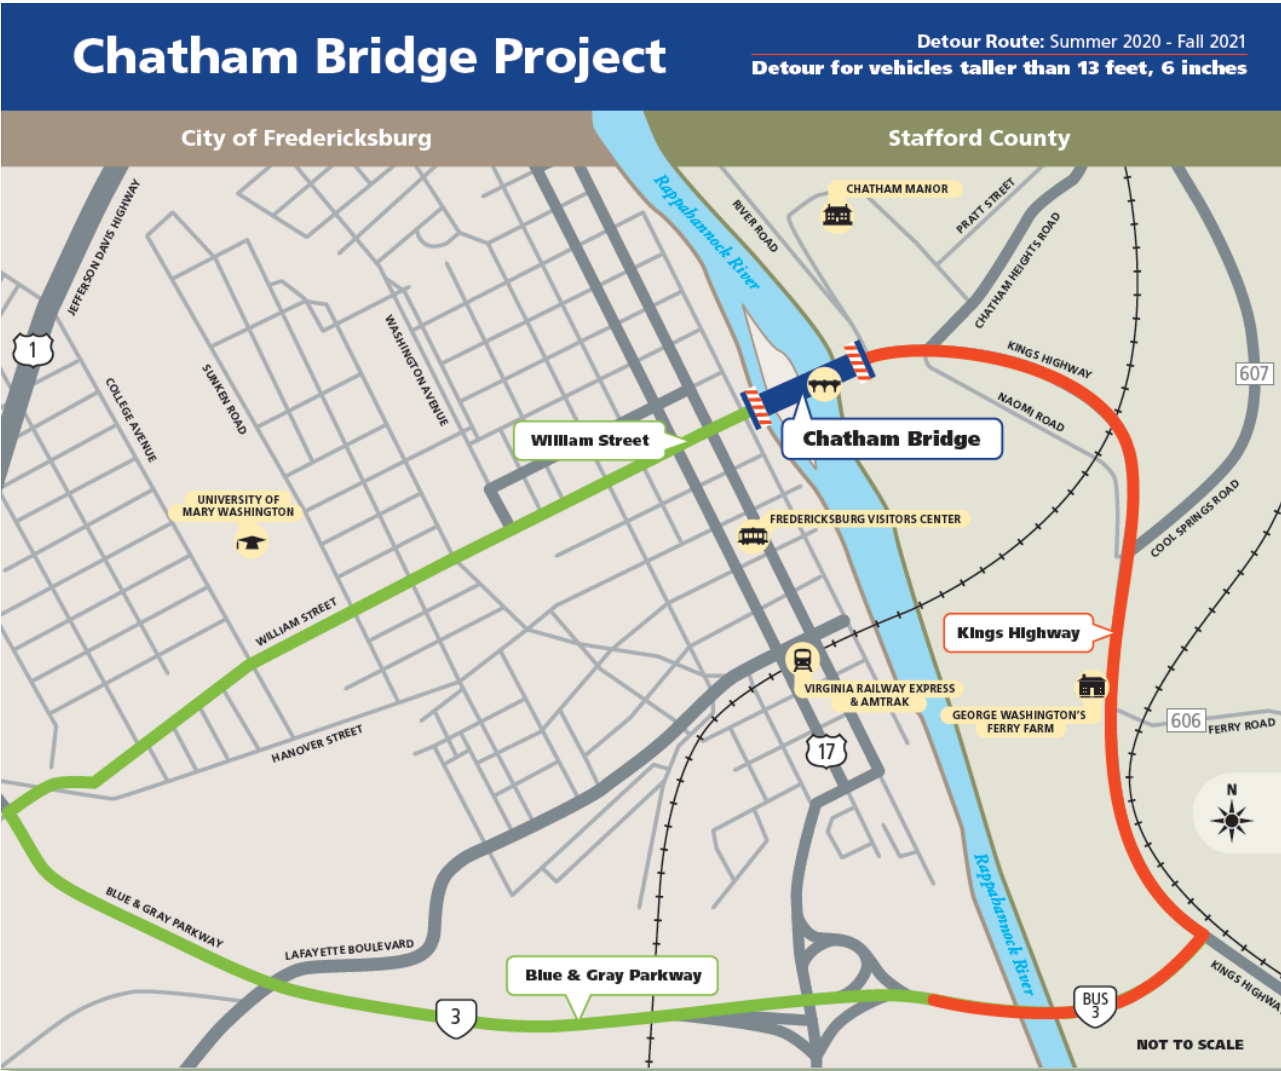 Chatham Bridge Project
Detour Route: Summer 2020 - Fall 2021
Detour for vehicles taller than 13 feet, 6 inches
City of Fredericksburg
Stafford County
Rappahannock River
RIVER ROAD
CHATHAM MANOR
PRATT STREET
CHATHAM HEIGHTS ROAD
JEFFERSON DAVIS HIGHWAY
1
COLLEGE AVENUE
SUNKEN ROAD
WASHINGTON AVENUE
KINGS HIGHWAY
607
NAOMI ROAD
William Street
Chatham Bridge
UNIVERSITY OF
MARY WASHINGTON
FREDERICKSBURG VISITORS CENTER
COOL SPRINGS ROAD
WILLIAM STREET
Kings Highway
VIRGINIA RAILWAY EXPRESS
& AMTRAK
GEORGE WASHINGTON'S
FERRY FARM
606
FERRY ROAD
HANOVER STREET
17
N
Rappahannock River
BLUE & GRAY PARKWAY
LAFAYETTE BOULEVARD
Blue & Gray Parkway
3
BUS
3
KINGS HIGHWAY
NOT TO SCALE